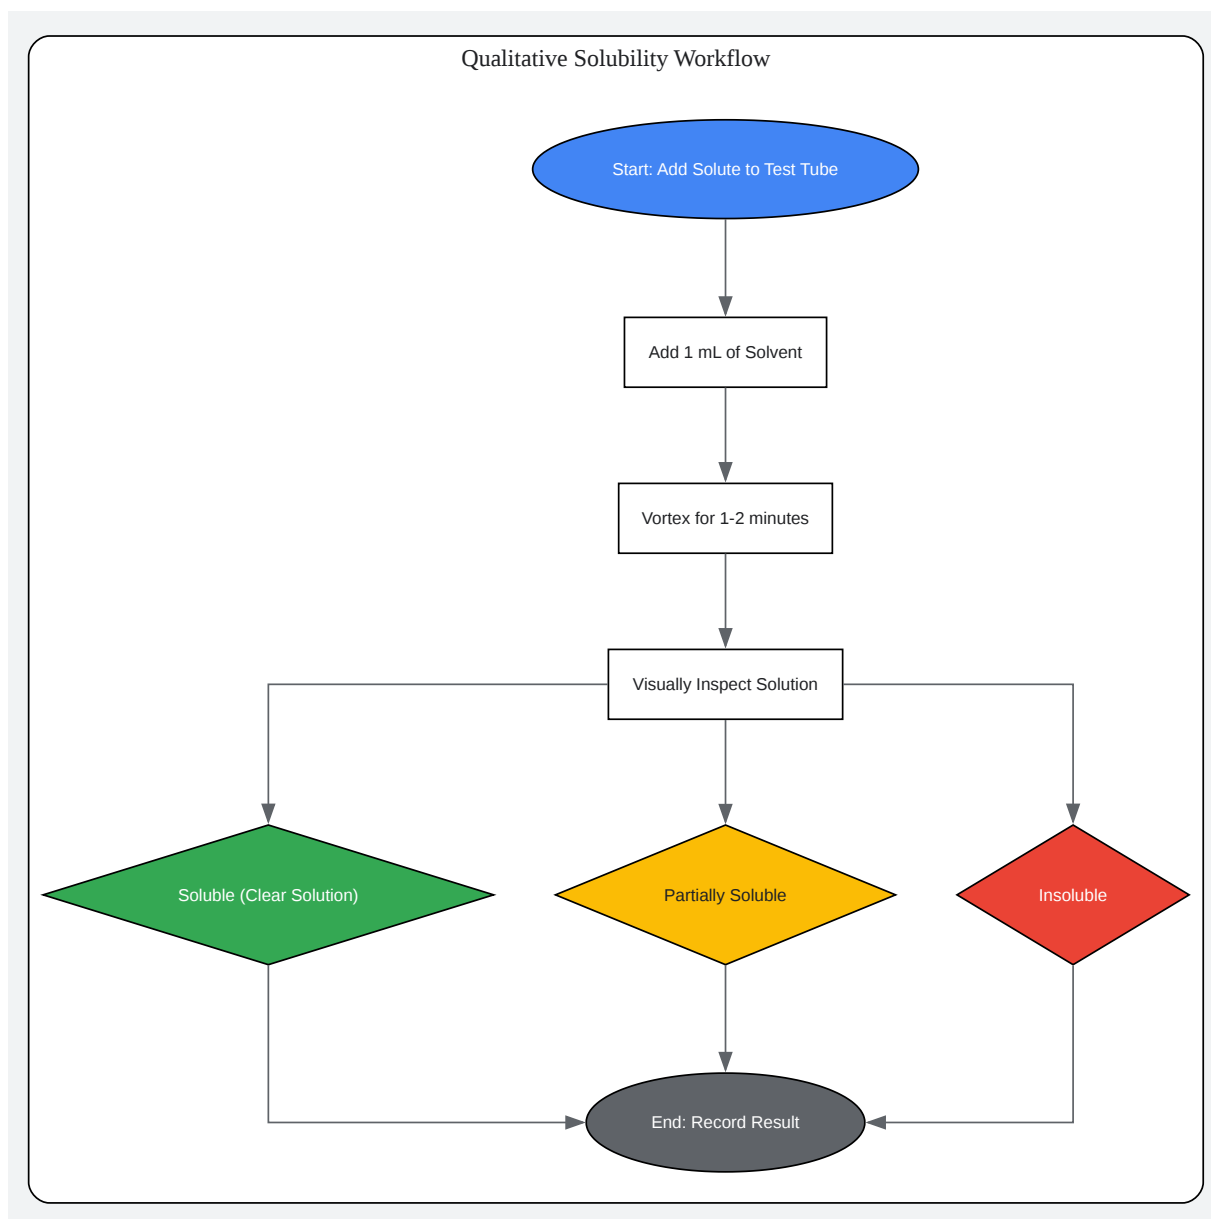 Qualitative Solubility Workflow
Start: Add Solute to Test Tube
Add 1 mL of Solvent
Vortex for 1-2 minutes
Visually Inspect Solution
Soluble (Clear Solution)
Partially Soluble
Insoluble
End: Record Result